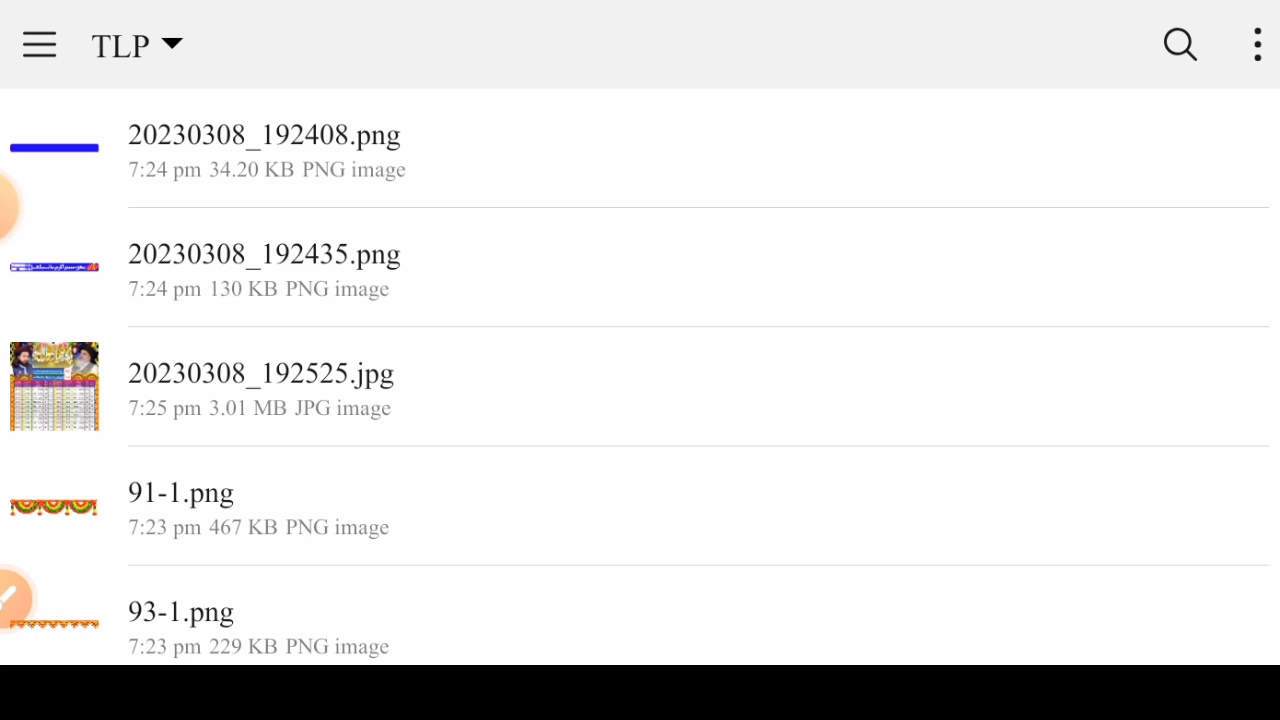 TLP
20230308_192408.png
7:24 pm 34.20 KB PNG image
20230308_192435.png
7:24 pm 130 KB PNG image
20230308_192525.jpg
7:25 pm 3.01 MB JPG image
91-1.png
7:23 pm 467 KB PNG image
93-1.png
7:23 pm 229 KB PNG image